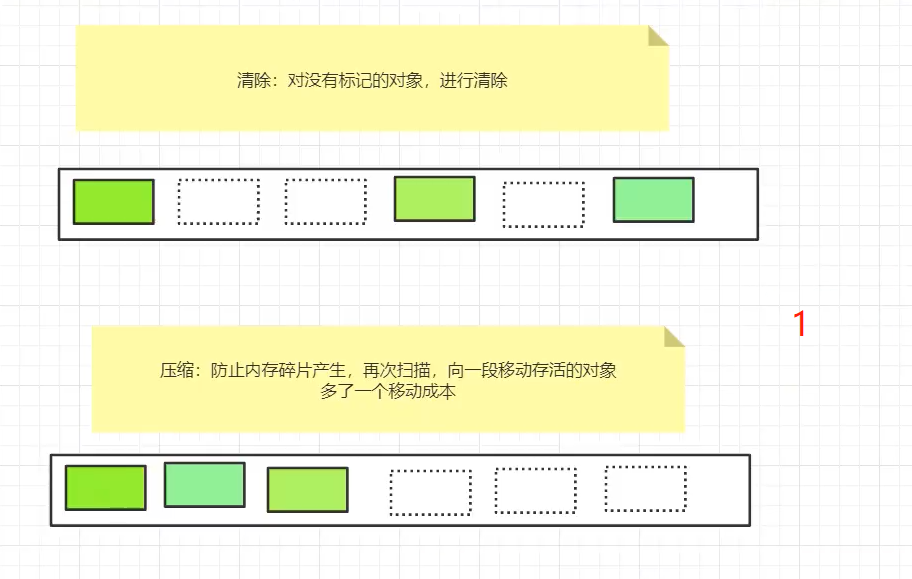 清除：对没有标记的对象，进行清除
1
压缩：防止内存碎片产生，再次扫描，向一段移动存活的对象
多了一个移动成本